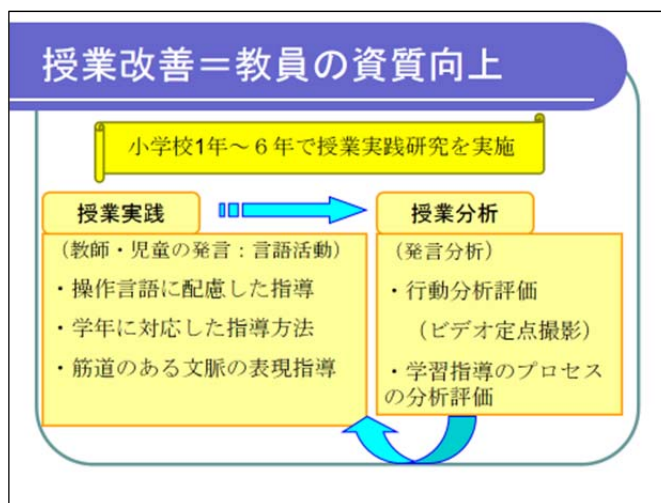 授業改善＝教員の資質向上
小学校1年～６年で授業実践研究を実施
授業実践
（教師・児童の発言：言語活動）
・操作言語に配慮した指導
・学年に対応した指導方法
・筋道のある文脈の表現指導
授業分析
（発言分析）
・行動分析評価
（ビデオ定点撮影）
・学習指導のプロセス
の分析評価